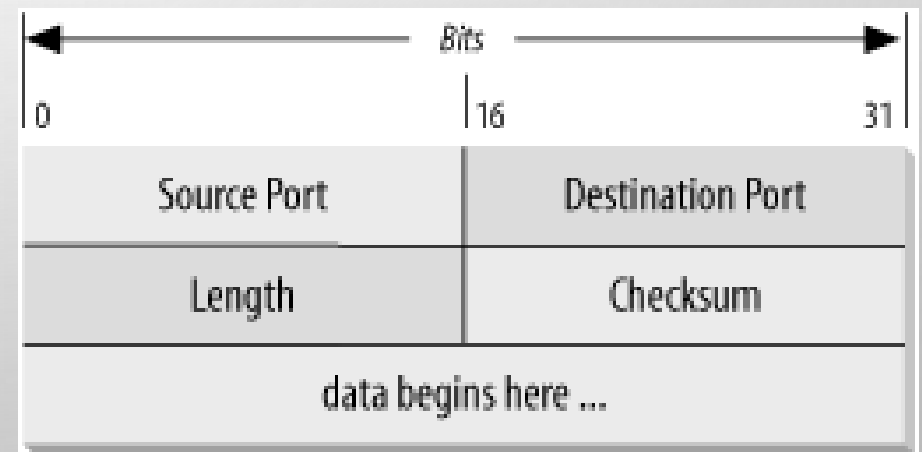 Bits
0 16 31
Source Port Destination Port
Length Checksum
data begins here ...